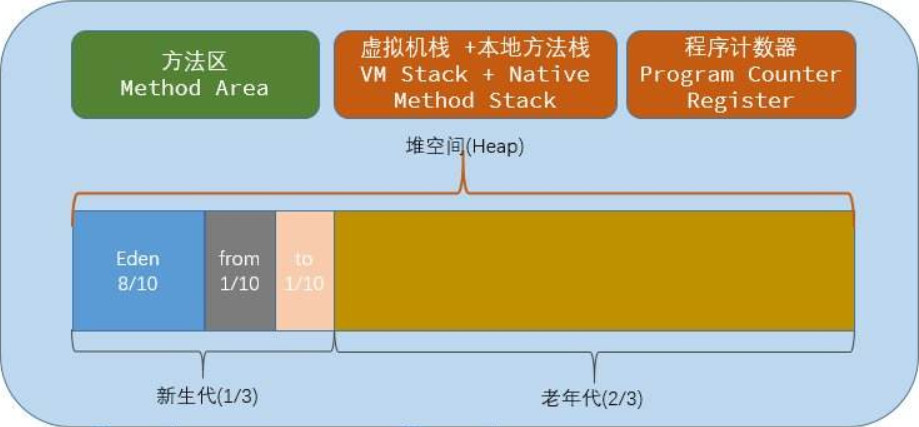 方法区
Method Area
虚拟机栈 +本地方法栈
VM Stack + Native
Method Stack
程序计数器
Program Counter
Register
堆空间(Heap)
Eden
8/10
from
1/10
to
1/10
新生代(1/3)
老年代(2/3)